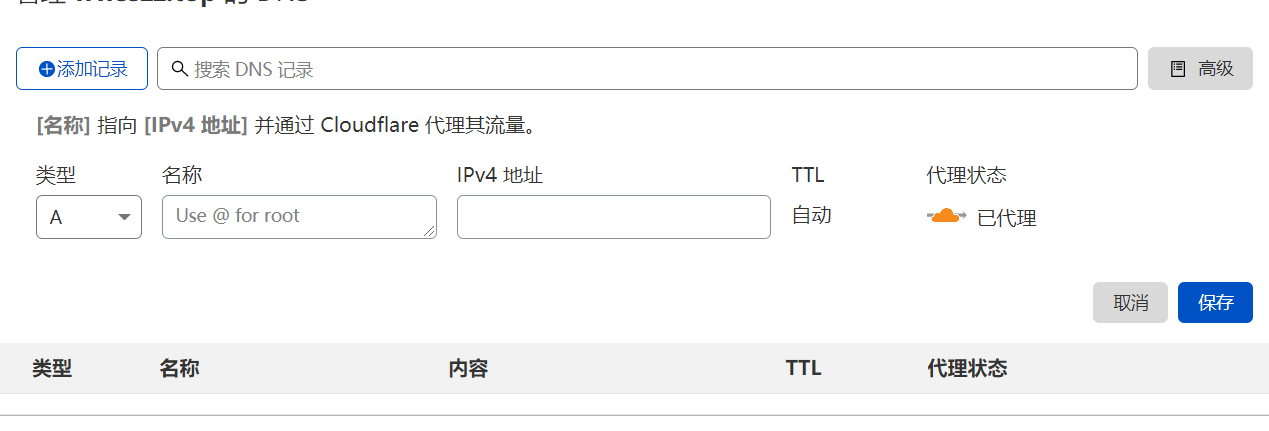 的 DNS
添加记录
搜索 DNS 记录
高级
[名称] 指向 [IPv4 地址] 并通过 Cloudflare 代理其流量。
类型 名称 IPv4 地址 TTL 代理状态
A Use @ for root 自动 已代理
取消 保存
类型 名称 内容 TTL 代理状态